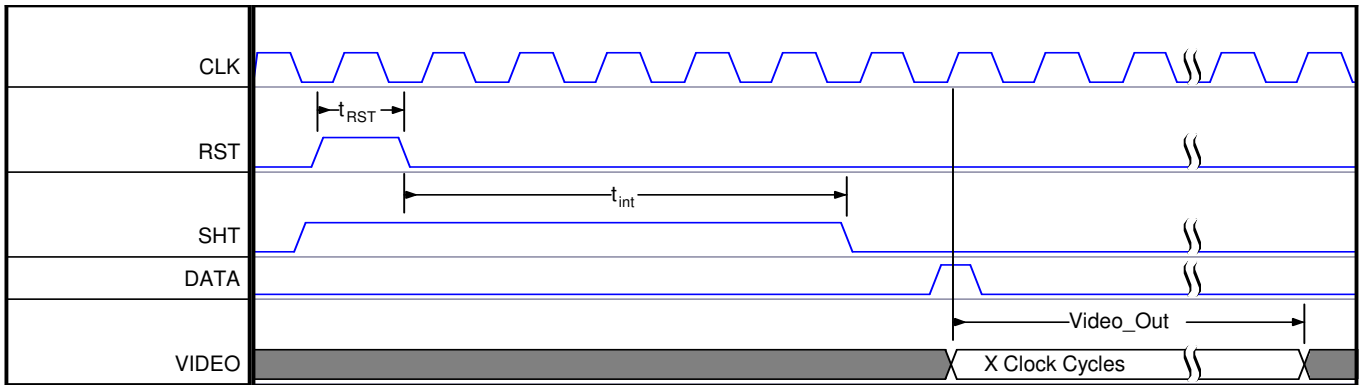 CLK
t_RST
RST
t_int
SHT
DATA
Video_Out
VIDEO
X Clock Cycles